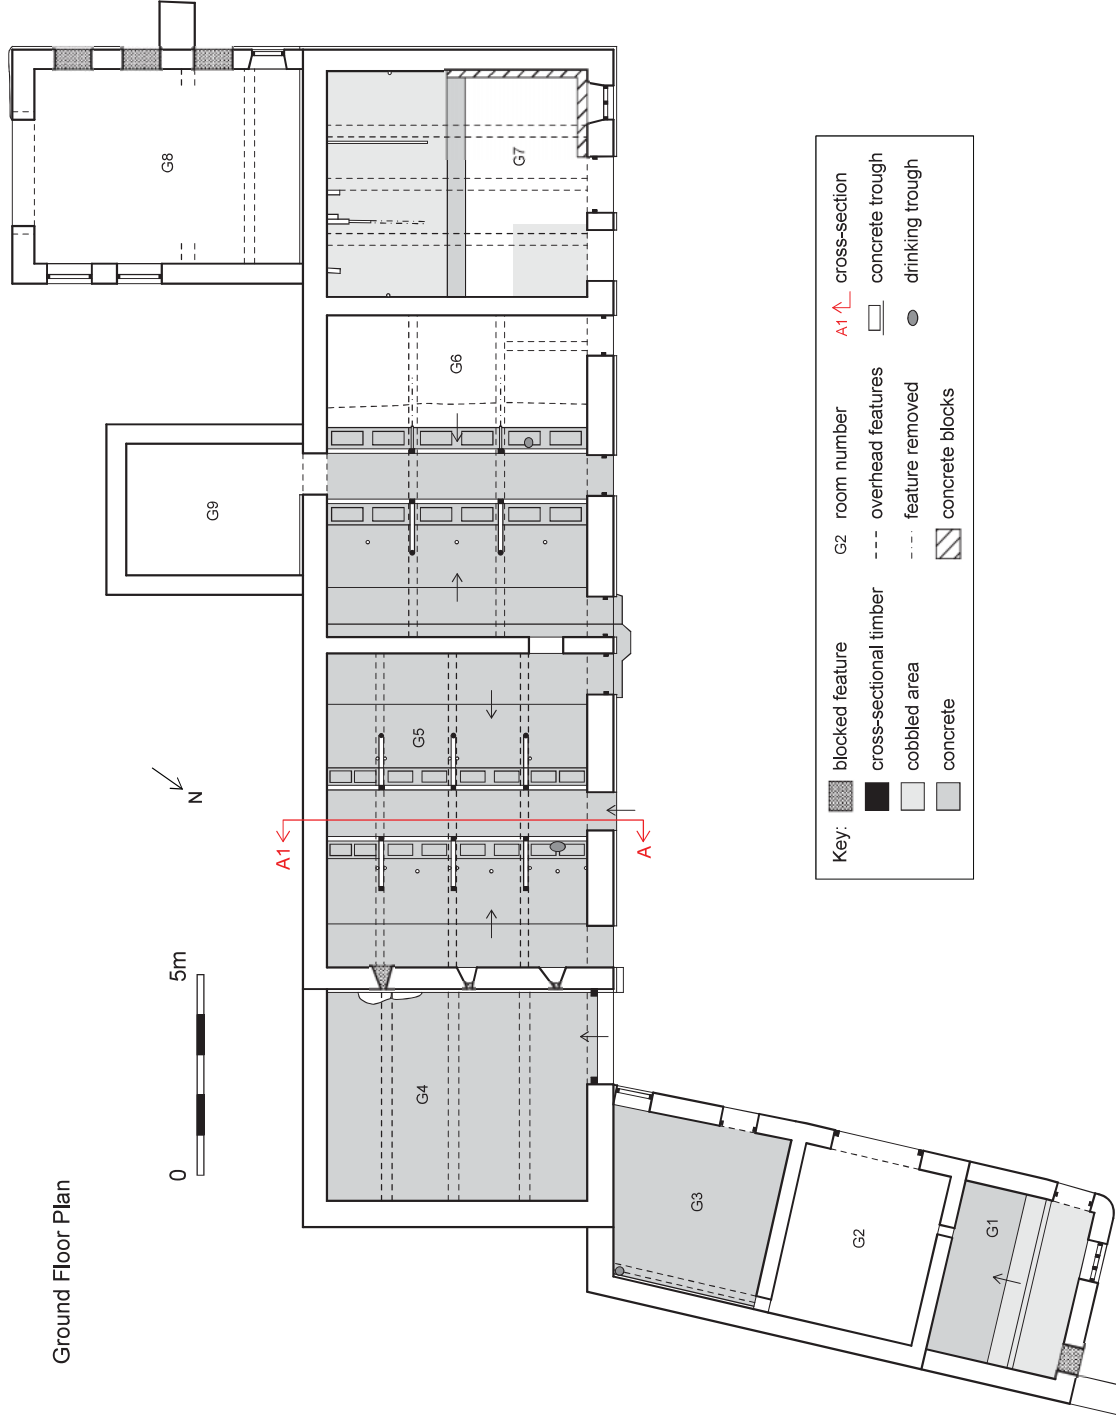 Ground Floor Plan
0
5m
N
A1
A
G1
G2
G3
G4
G5
G6
G7
G8
G9
Key:
blocked feature
cross-sectional timber
cobbled area
concrete
G2 room number
overhead features
feature removed
concrete blocks
A1 cross-section
concrete trough
drinking trough